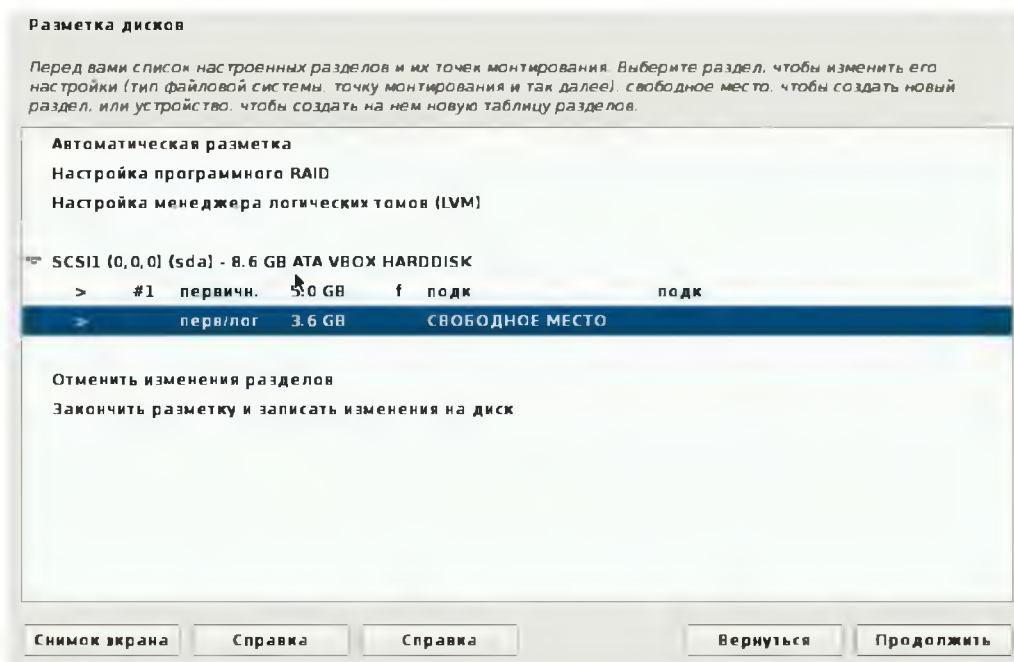 Разметка дисков
Перед вами список настроенных разделов и их точек монтирования. Выберите раздел, чтобы изменить его
настройки (тип файловой системы, точку монтирования и так далее), свободное место, чтобы создать новый
раздел, или устройство, чтобы создать на нем новую таблицу разделов.
Автоматическая разметка
Настройка программного RAID
Настройка менеджера логических томов (LVM)
SCSI1 (0,0,0) (sda) - 8.6 GB ATA VBOX HARDDISK
> #1 первичн. 5.0 GB f подк подк
> перв/лог 3.6 GB СВОБОДНОЕ МЕСТО
Отменить изменения разделов
Закончить разметку и записать изменения на диск
Снимок экрана Справка Справка Вернуться Продолжить